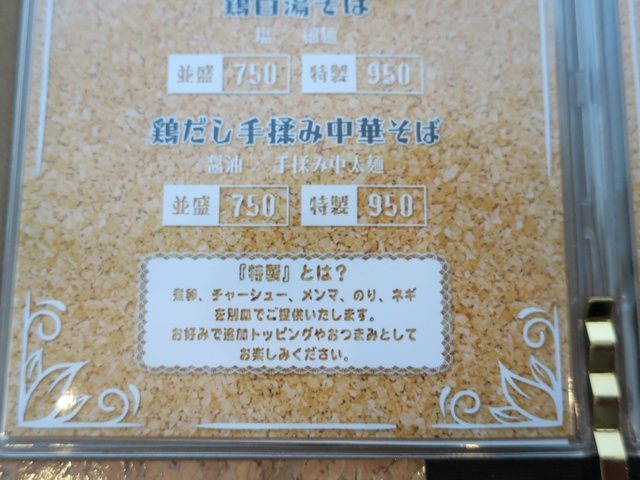 鶏白湯そば
塩 / 細麺
並盛 750 特製 950
鶏だし手揉み中華そば
醤油 / 手揉み中太麺
並盛 750 特製 950
『特製』とは?
煮卵、チャーシュー、メンマ、のり、ネギ
を別皿でご提供いたします。
お好みで追加トッピングやおつまみとして
お楽しみください。